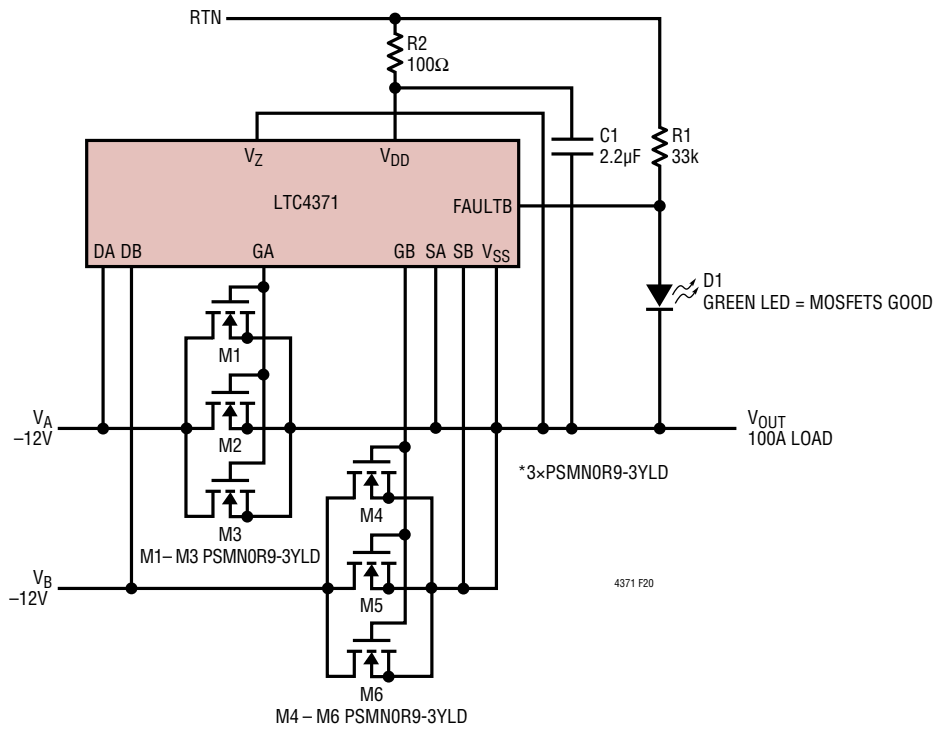 RTN
R2
100Ω
C1
2.2µF
R1
33k
VZ
VDD
LTC4371
FAULTB
DA DB GA GB SA SB VSS
D1
GREEN LED = MOSFETS GOOD
M1
VA
–12V
M2
VOUT
100A LOAD
*3×PSMN0R9-3YLD
M4
M3
M1– M3 PSMN0R9-3YLD
VB
–12V
4371 F20
M5
M6
M4 – M6 PSMN0R9-3YLD